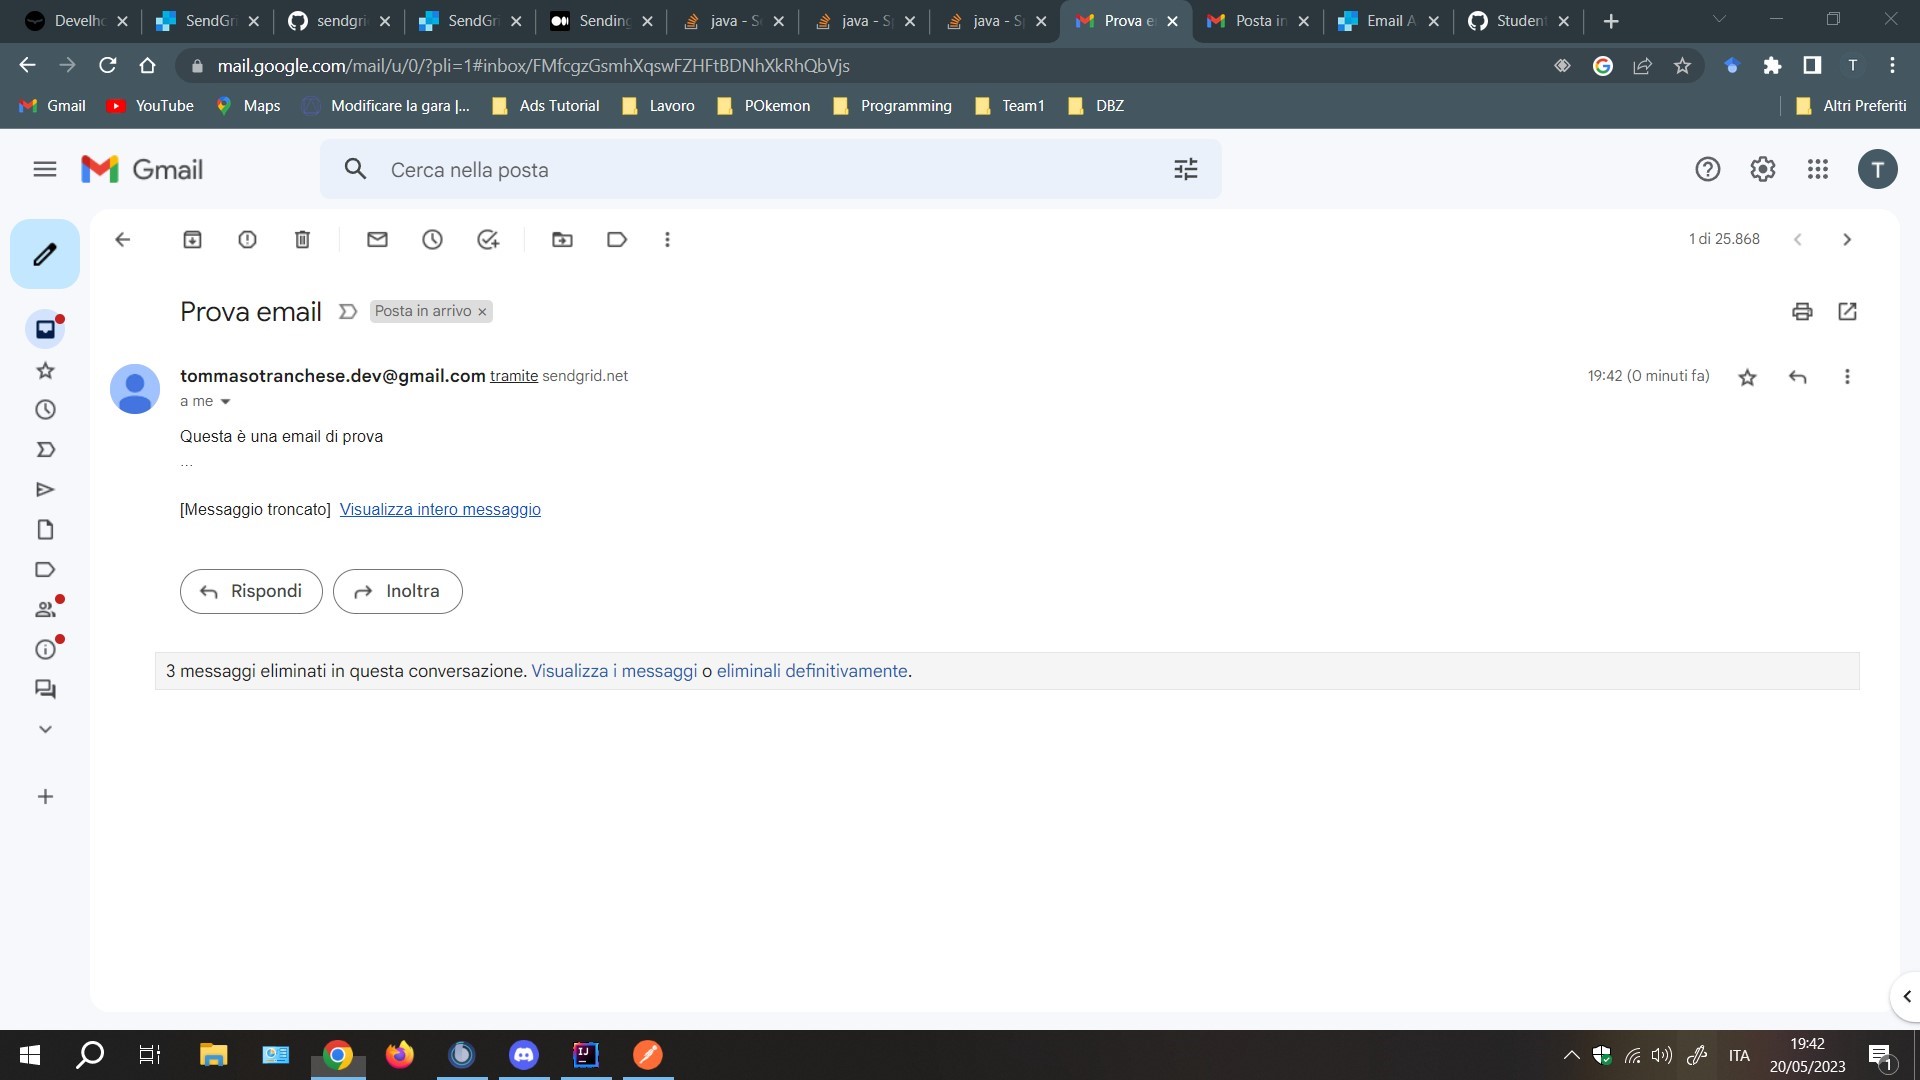 Develho
SendGri
sendgri
SendGri
Sending
java - S
java - S
java - S
Prova e
Posta in
Email A
Student
mail.google.com/mail/u/0/?pli=1#inbox/FMfcgzGsmhXqswFZHFtBDNhXkRhQbVjs
T
Gmail
YouTube
Maps
Modificare la gara |...
Ads Tutorial
Lavoro
POkemon
Programming
Team1
DBZ
Altri Preferiti
Gmail
Cerca nella posta
T
1 di 25.868
Prova email
Posta in arrivo ×
tommasotranchese.dev@gmail.com tramite sendgrid.net
19:42 (0 minuti fa)
a me
Questa è una email di prova
...
[Messaggio troncato] Visualizza intero messaggio
Rispondi
Inoltra
3 messaggi eliminati in questa conversazione. Visualizza i messaggi o eliminali definitivamente.
ITA
19:42
20/05/2023
1